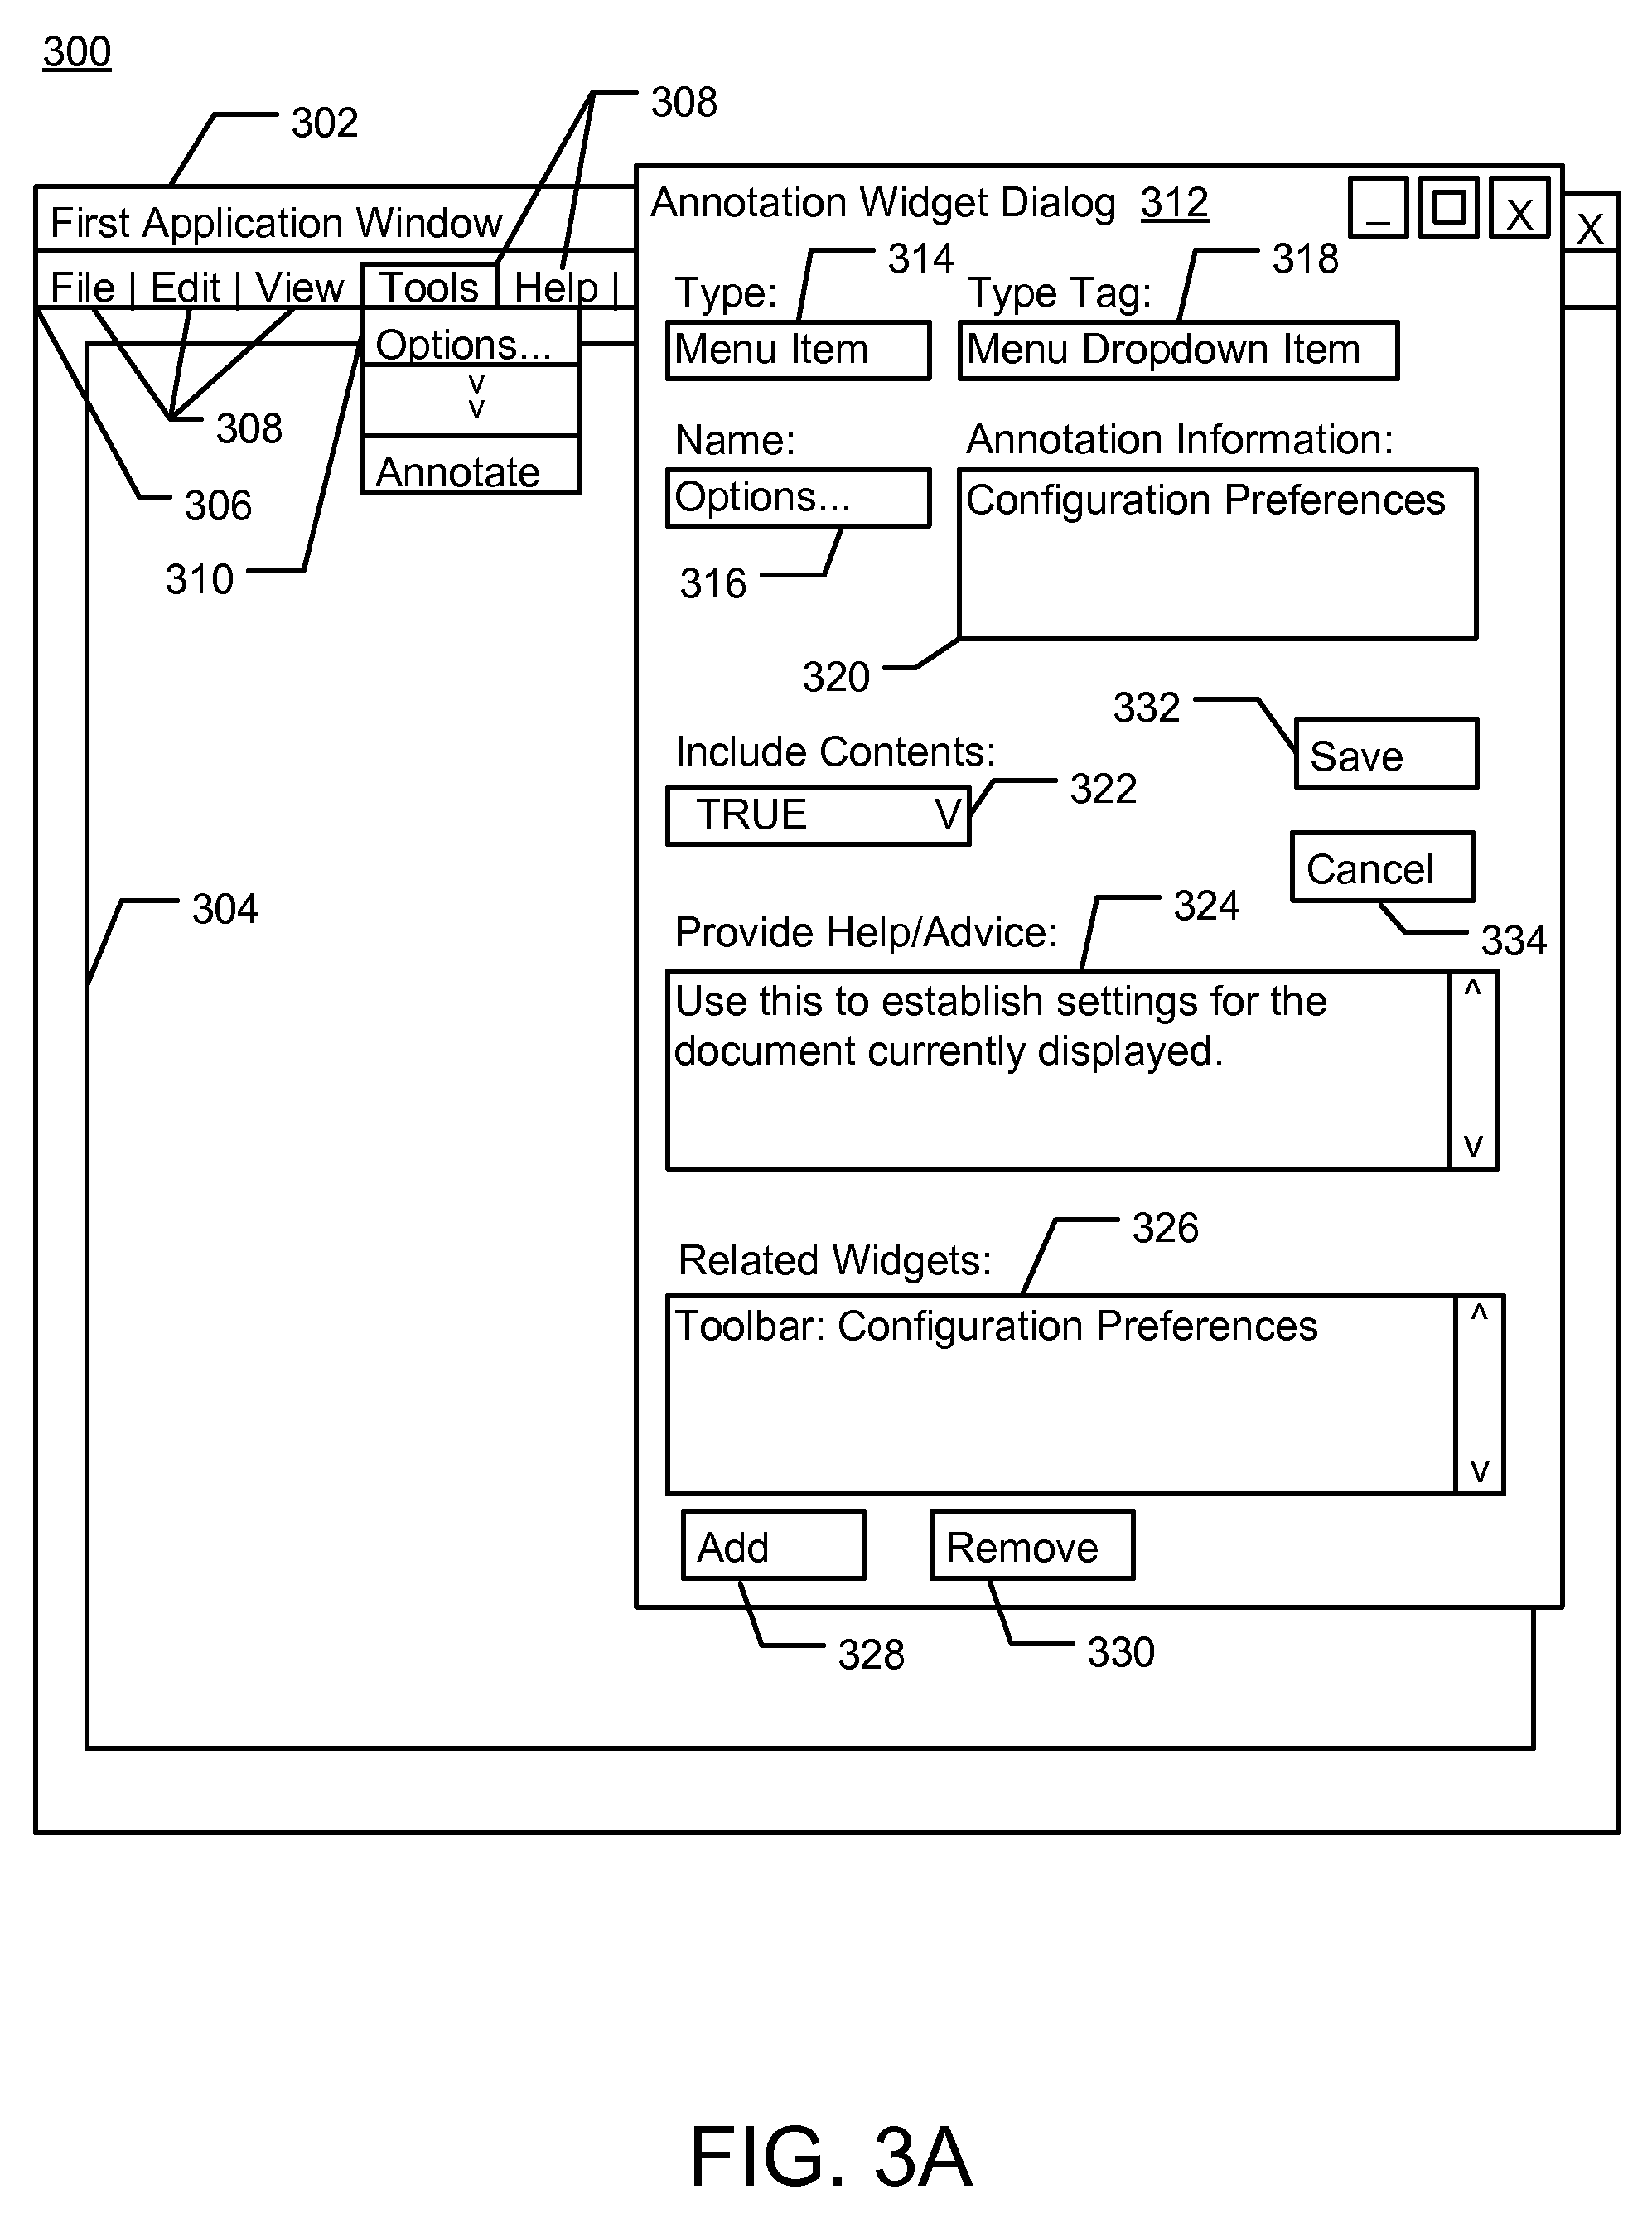 300
302
308
First Application Window
Annotation Widget Dialog 312 _ X X
File | Edit | View Tools Help |
314
318
Type:
Type Tag:
Options...
Menu Item
Menu Dropdown Item
v
v
308
Name:
Annotation Information:
Annotate
306
Options...
Configuration Preferences
310
316
320
332
Include Contents:
Save
322
TRUE V
Cancel
304
324
Provide Help/Advice:
334
Use this to establish settings for the ^
document currently displayed.
v
326
Related Widgets:
Toolbar: Configuration Preferences ^
v
Add
Remove
328
330
FIG. 3A